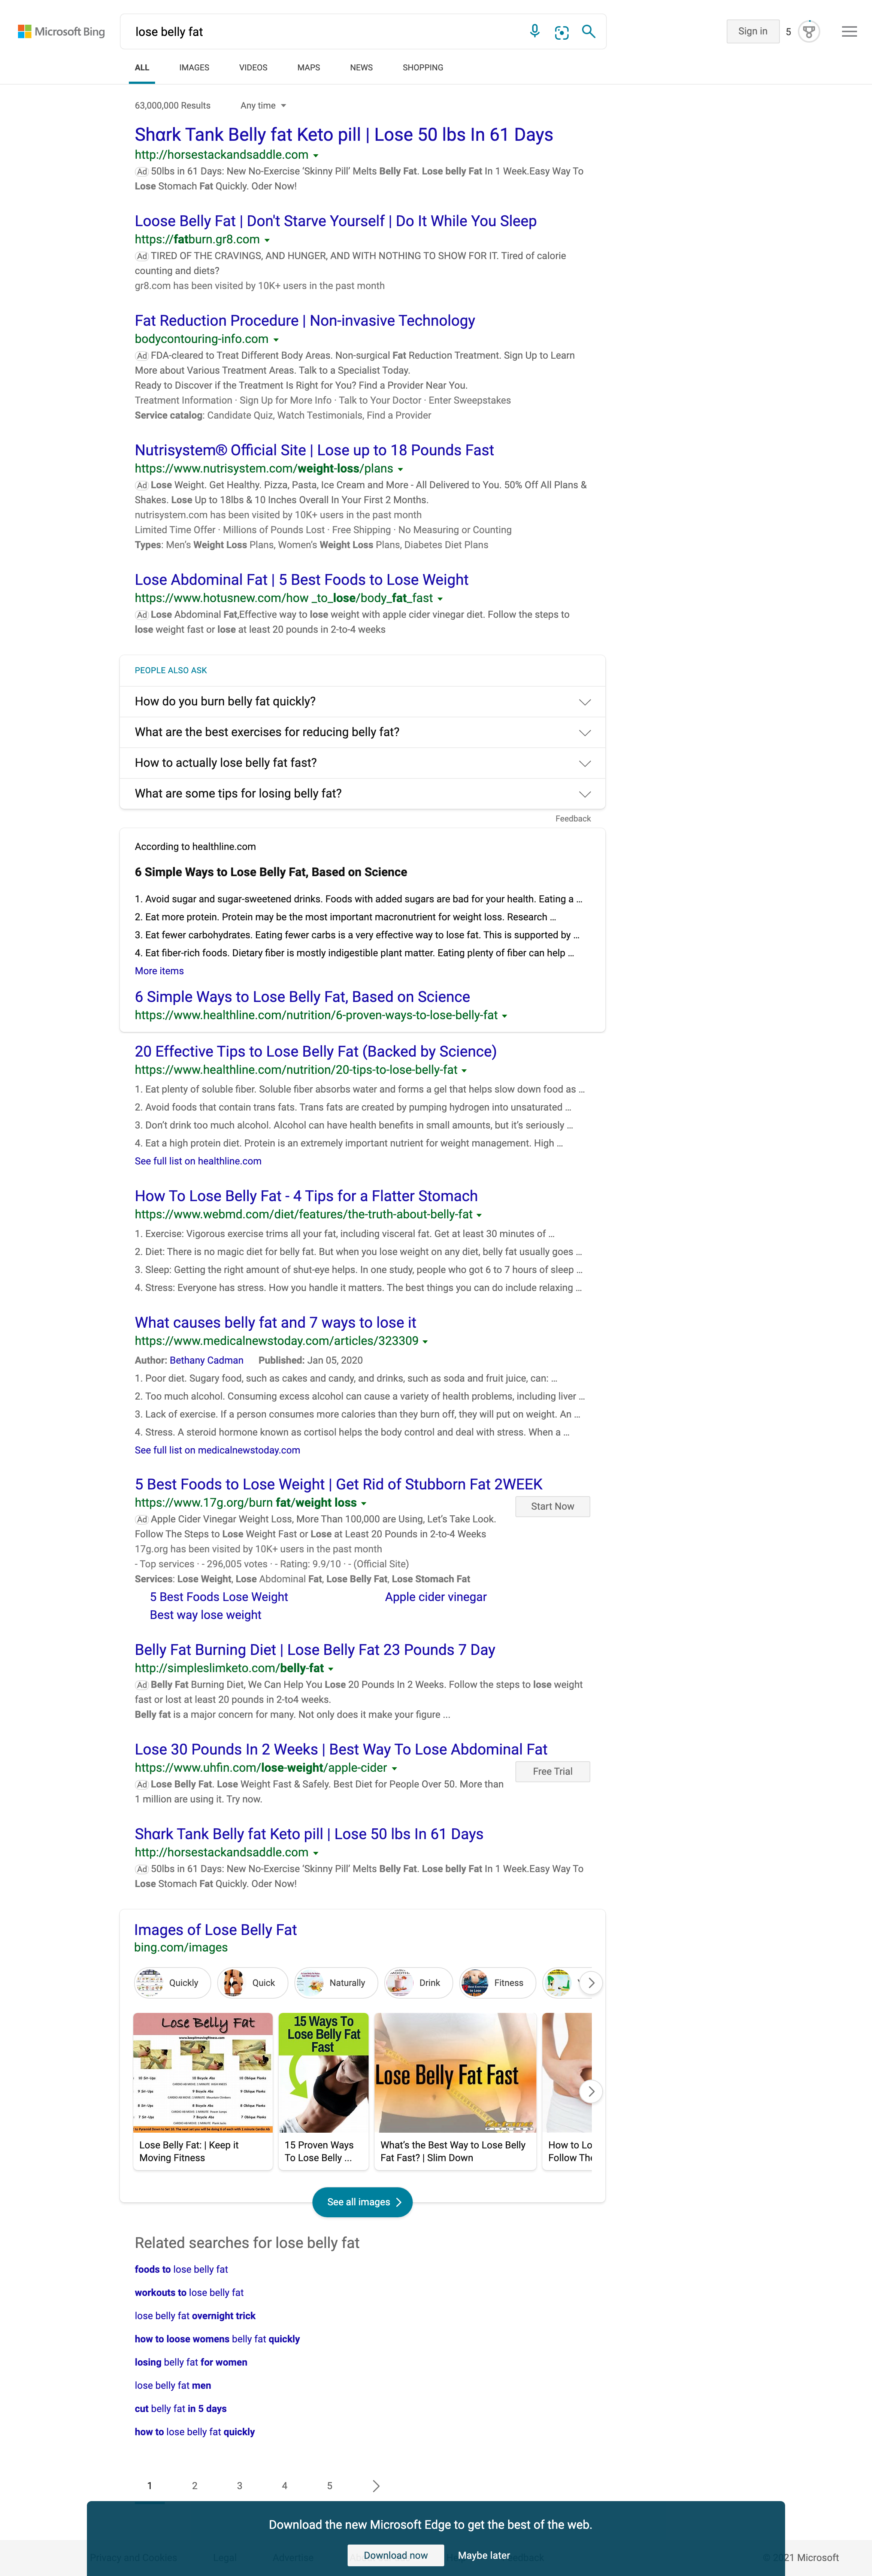 Microsoft Bing
lose belly fat
Sign in
5
ALL
IMAGES
VIDEOS
MAPS
NEWS
SHOPPING
63,000,000 Results
Any time
Shɑrk Tank Belly fat Keto pill | Lose 50 lbs In 61 Days
http://horsestackandsaddle.com
Ad 50lbs in 61 Days: New No-Exercise ‘Skinny Pill’ Melts Belly Fat. Lose belly Fat In 1 Week.Easy Way To
Lose Stomach Fat Quickly. Oder Now!
Loose Belly Fat | Don't Starve Yourself | Do It While You Sleep
https://fatburn.gr8.com
Ad TIRED OF THE CRAVINGS, AND HUNGER, AND WITH NOTHING TO SHOW FOR IT. Tired of calorie
counting and diets?
gr8.com has been visited by 10K+ users in the past month
Fat Reduction Procedure | Non-invasive Technology
bodycontouring-info.com
Ad FDA-cleared to Treat Different Body Areas. Non-surgical Fat Reduction Treatment. Sign Up to Learn
More about Various Treatment Areas. Talk to a Specialist Today.
Ready to Discover if the Treatment Is Right for You? Find a Provider Near You.
Treatment Information · Sign Up for More Info · Talk to Your Doctor · Enter Sweepstakes
Service catalog: Candidate Quiz, Watch Testimonials, Find a Provider
Nutrisystem® Official Site | Lose up to 18 Pounds Fast
https://www.nutrisystem.com/weight-loss/plans
Ad Lose Weight. Get Healthy. Pizza, Pasta, Ice Cream and More - All Delivered to You. 50% Off All Plans &
Shakes. Lose Up to 18lbs & 10 Inches Overall In Your First 2 Months.
nutrisystem.com has been visited by 10K+ users in the past month
Limited Time Offer · Millions of Pounds Lost · Free Shipping · No Measuring or Counting
Types: Men’s Weight Loss Plans, Women’s Weight Loss Plans, Diabetes Diet Plans
Lose Abdominal Fat | 5 Best Foods to Lose Weight
https://www.hotusnew.com/how _to_lose/body_fat_fast
Ad Lose Abdominal Fat,Effective way to lose weight with apple cider vinegar diet. Follow the steps to
lose weight fast or lose at least 20 pounds in 2-to-4 weeks
PEOPLE ALSO ASK
How do you burn belly fat quickly?
What are the best exercises for reducing belly fat?
How to actually lose belly fat fast?
What are some tips for losing belly fat?
Feedback
According to healthline.com
6 Simple Ways to Lose Belly Fat, Based on Science
1. Avoid sugar and sugar-sweetened drinks. Foods with added sugars are bad for your health. Eating a ...
2. Eat more protein. Protein may be the most important macronutrient for weight loss. Research ...
3. Eat fewer carbohydrates. Eating fewer carbs is a very effective way to lose fat. This is supported by ...
4. Eat fiber-rich foods. Dietary fiber is mostly indigestible plant matter. Eating plenty of fiber can help ...
More items
6 Simple Ways to Lose Belly Fat, Based on Science
https://www.healthline.com/nutrition/6-proven-ways-to-lose-belly-fat
20 Effective Tips to Lose Belly Fat (Backed by Science)
https://www.healthline.com/nutrition/20-tips-to-lose-belly-fat
1. Eat plenty of soluble fiber. Soluble fiber absorbs water and forms a gel that helps slow down food as ...
2. Avoid foods that contain trans fats. Trans fats are created by pumping hydrogen into unsaturated ...
3. Don’t drink too much alcohol. Alcohol can have health benefits in small amounts, but it’s seriously ...
4. Eat a high protein diet. Protein is an extremely important nutrient for weight management. High ...
See full list on healthline.com
How To Lose Belly Fat - 4 Tips for a Flatter Stomach
https://www.webmd.com/diet/features/the-truth-about-belly-fat
1. Exercise: Vigorous exercise trims all your fat, including visceral fat. Get at least 30 minutes of ...
2. Diet: There is no magic diet for belly fat. But when you lose weight on any diet, belly fat usually goes ...
3. Sleep: Getting the right amount of shut-eye helps. In one study, people who got 6 to 7 hours of sleep ...
4. Stress: Everyone has stress. How you handle it matters. The best things you can do include relaxing ...
What causes belly fat and 7 ways to lose it
https://www.medicalnewstoday.com/articles/323309
Author: Bethany Cadman Published: Jan 05, 2020
1. Poor diet. Sugary food, such as cakes and candy, and drinks, such as soda and fruit juice, can: ...
2. Too much alcohol. Consuming excess alcohol can cause a variety of health problems, including liver ...
3. Lack of exercise. If a person consumes more calories than they burn off, they will put on weight. An ...
4. Stress. A steroid hormone known as cortisol helps the body control and deal with stress. When a ...
See full list on medicalnewstoday.com
5 Best Foods to Lose Weight | Get Rid of Stubborn Fat 2WEEK
https://www.17g.org/burn fat/weight loss
Start Now
Ad Apple Cider Vinegar Weight Loss, More Than 100,000 are Using, Let’s Take Look.
Follow The Steps to Lose Weight Fast or Lose at Least 20 Pounds in 2-to-4 Weeks
17g.org has been visited by 10K+ users in the past month
- Top services · - 296,005 votes · - Rating: 9.9/10 · - (Official Site)
Services: Lose Weight, Lose Abdominal Fat, Lose Belly Fat, Lose Stomach Fat
5 Best Foods Lose Weight
Apple cider vinegar
Best way lose weight
Belly Fat Burning Diet | Lose Belly Fat 23 Pounds 7 Day
http://simpleslimketo.com/belly-fat
Ad Belly Fat Burning Diet, We Can Help You Lose 20 Pounds In 2 Weeks. Follow the steps to lose weight
fast or lost at least 20 pounds in 2-to4 weeks.
Belly fat is a major concern for many. Not only does it make your figure ...
Lose 30 Pounds In 2 Weeks | Best Way To Lose Abdominal Fat
https://www.uhfin.com/lose-weight/apple-cider
Free Trial
Ad Lose Belly Fat. Lose Weight Fast & Safely. Best Diet for People Over 50. More than
1 million are using it. Try now.
Shɑrk Tank Belly fat Keto pill | Lose 50 lbs In 61 Days
http://horsestackandsaddle.com
Ad 50lbs in 61 Days: New No-Exercise ‘Skinny Pill’ Melts Belly Fat. Lose belly Fat In 1 Week.Easy Way To
Lose Stomach Fat Quickly. Oder Now!
Images of Lose Belly Fat
bing.com/images
Quickly
Quick
Naturally
Drink
Fitness
Lose Belly Fat
15 Ways To
Lose Belly Fat
Fast
Lose Belly Fat Fast
Lose Belly Fat: | Keep it
Moving Fitness
15 Proven Ways
To Lose Belly ...
What’s the Best Way to Lose Belly
Fat Fast? | Slim Down
How to Lo
Follow The
See all images
Related searches for lose belly fat
foods to lose belly fat
workouts to lose belly fat
lose belly fat overnight trick
how to loose womens belly fat quickly
losing belly fat for women
lose belly fat men
cut belly fat in 5 days
how to lose belly fat quickly
1
2
3
4
5
Download the new Microsoft Edge to get the best of the web.
Download now
Maybe later
© 2021 Microsoft